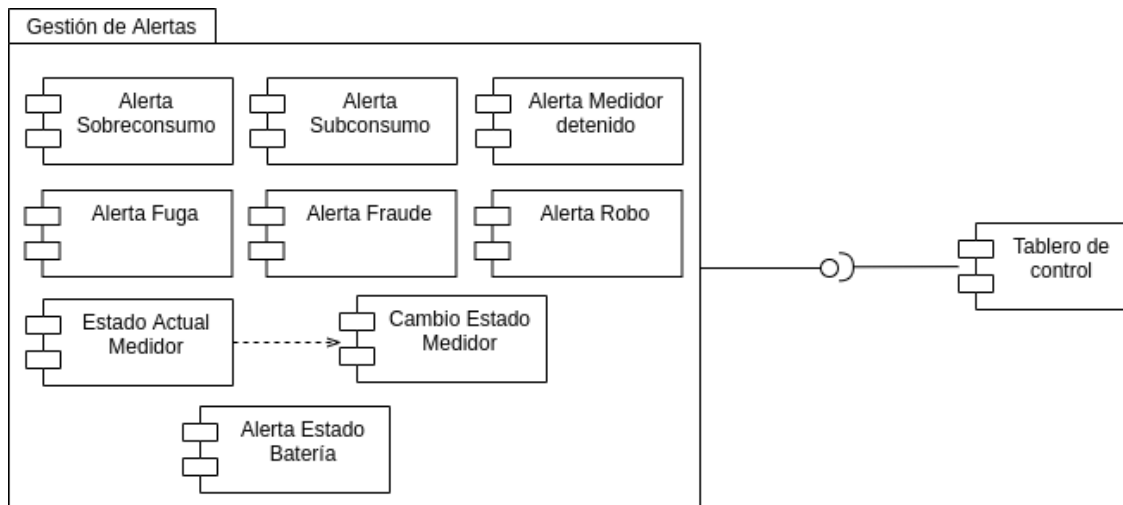 Gestión de Alertas
Alerta
Sobreconsumo
Alerta
Subconsumo
Alerta Medidor
detenido
Alerta Fuga
Alerta Fraude
Alerta Robo
Tablero de
control
Estado Actual
Medidor
Cambio Estado
Medidor
Alerta Estado
Batería